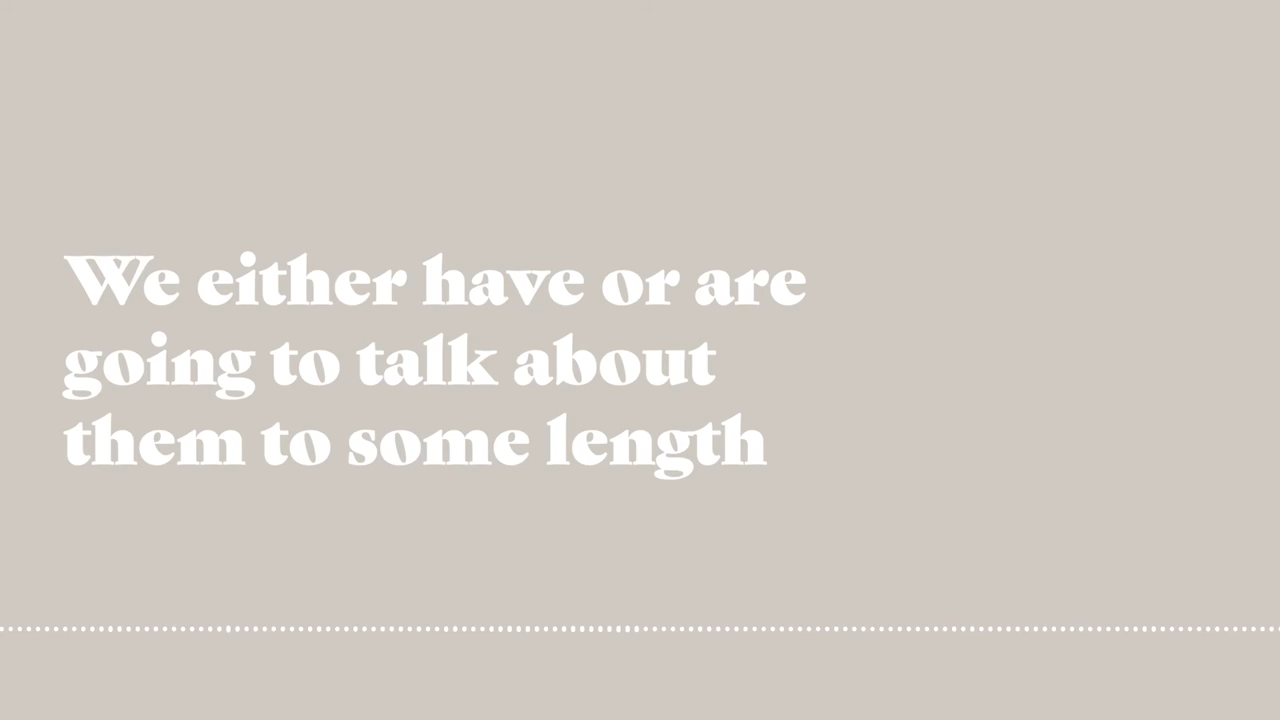 We either have or are
going to talk about
them to some length